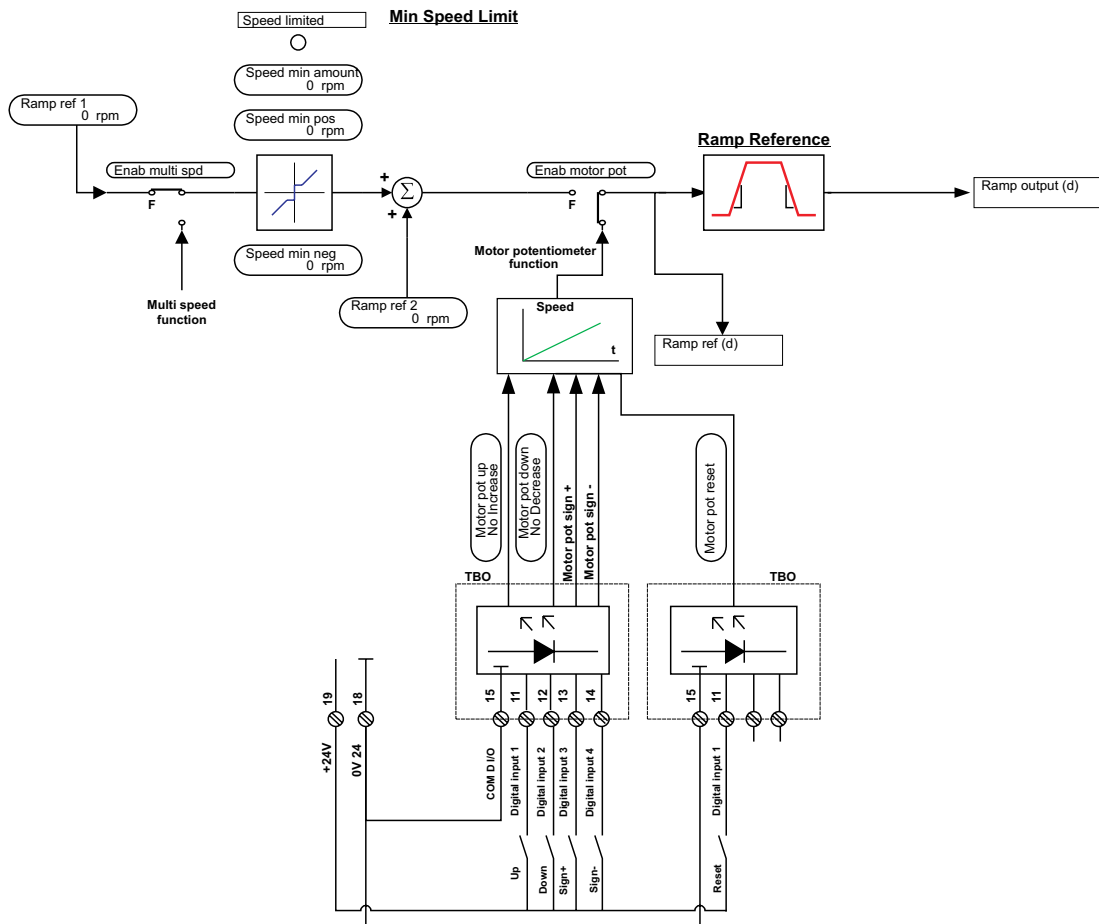 Min Speed Limit
Speed limited
Speed min amount
0 rpm
Ramp ref 1
0 rpm
Speed min pos
0 rpm
Ramp Reference
Enab multi spd
Enab motor pot
+
Σ
F
F
Ramp output (d)
+
Speed min neg
0 rpm
Motor potentiometer
function
Multi speed
function
Ramp ref 2
0 rpm
Speed
t
Ramp ref (d)
Motor pot up
No Increase
Motor pot down
No Decrease
Motor pot sign +
Motor pot sign -
Motor pot reset
TBO
TBO
19
18
15
11
12
13
14
15
11
+24V
0V 24
COM D I/O
Digital input 1
Digital input 2
Digital input 3
Digital input 4
Digital input 1
Up
Down
Sign+
Sign-
Reset